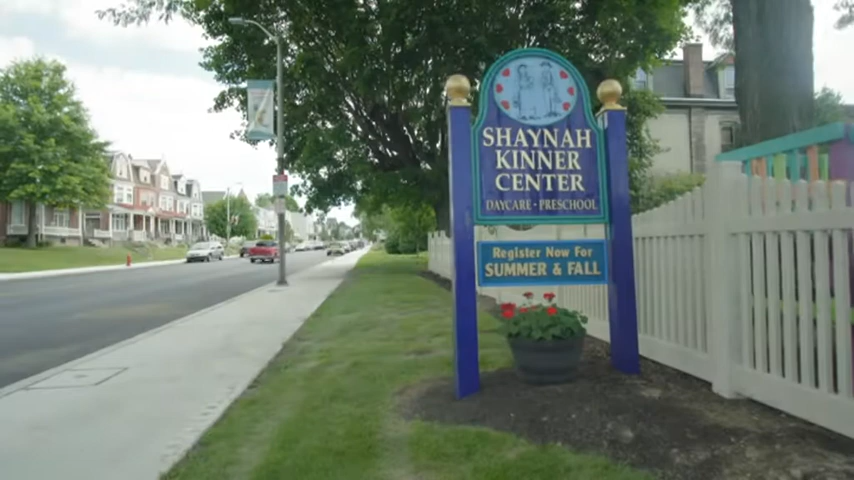 SHAYNAH
KINNER
CENTER
DAYCARE • PRESCHOOL
Register Now For
SUMMER & FALL